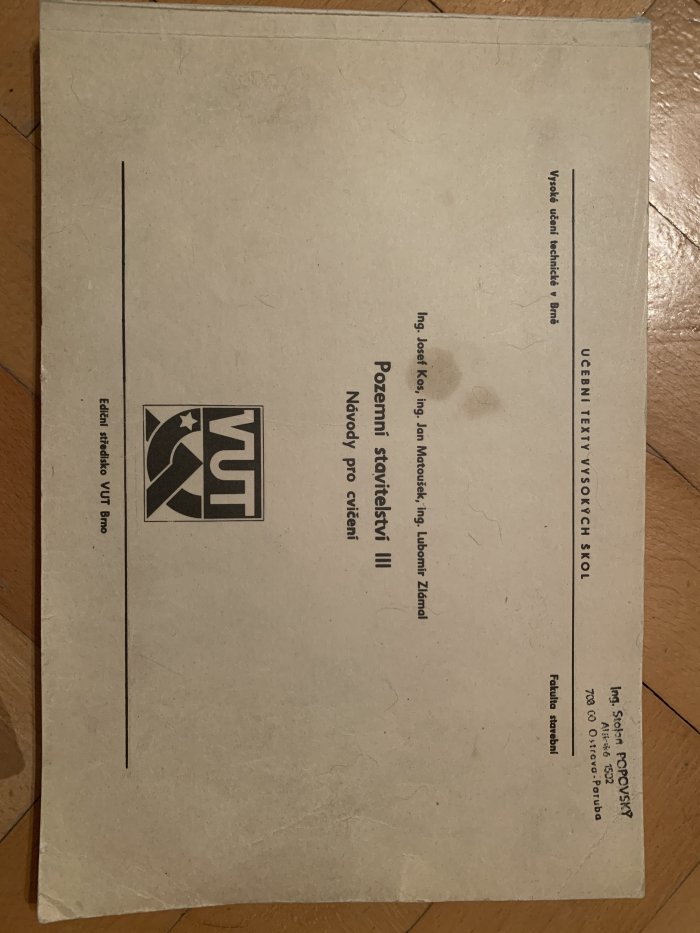 Ing. Stojan POPOVSKÝ
1502
708 00 Ostrava-Poruba
UČEBNÍ TEXTY VYSOKÝCH ŠKOL
Vysoké učení technické v Brně
Fakulta stavební
Ing. Josef Kos, ing. Jan Matoušek, ing. Lubomír Zlámal
Pozemní stavitelství III
Návody pro cvičení
VUT
Ediční středisko VUT Brno